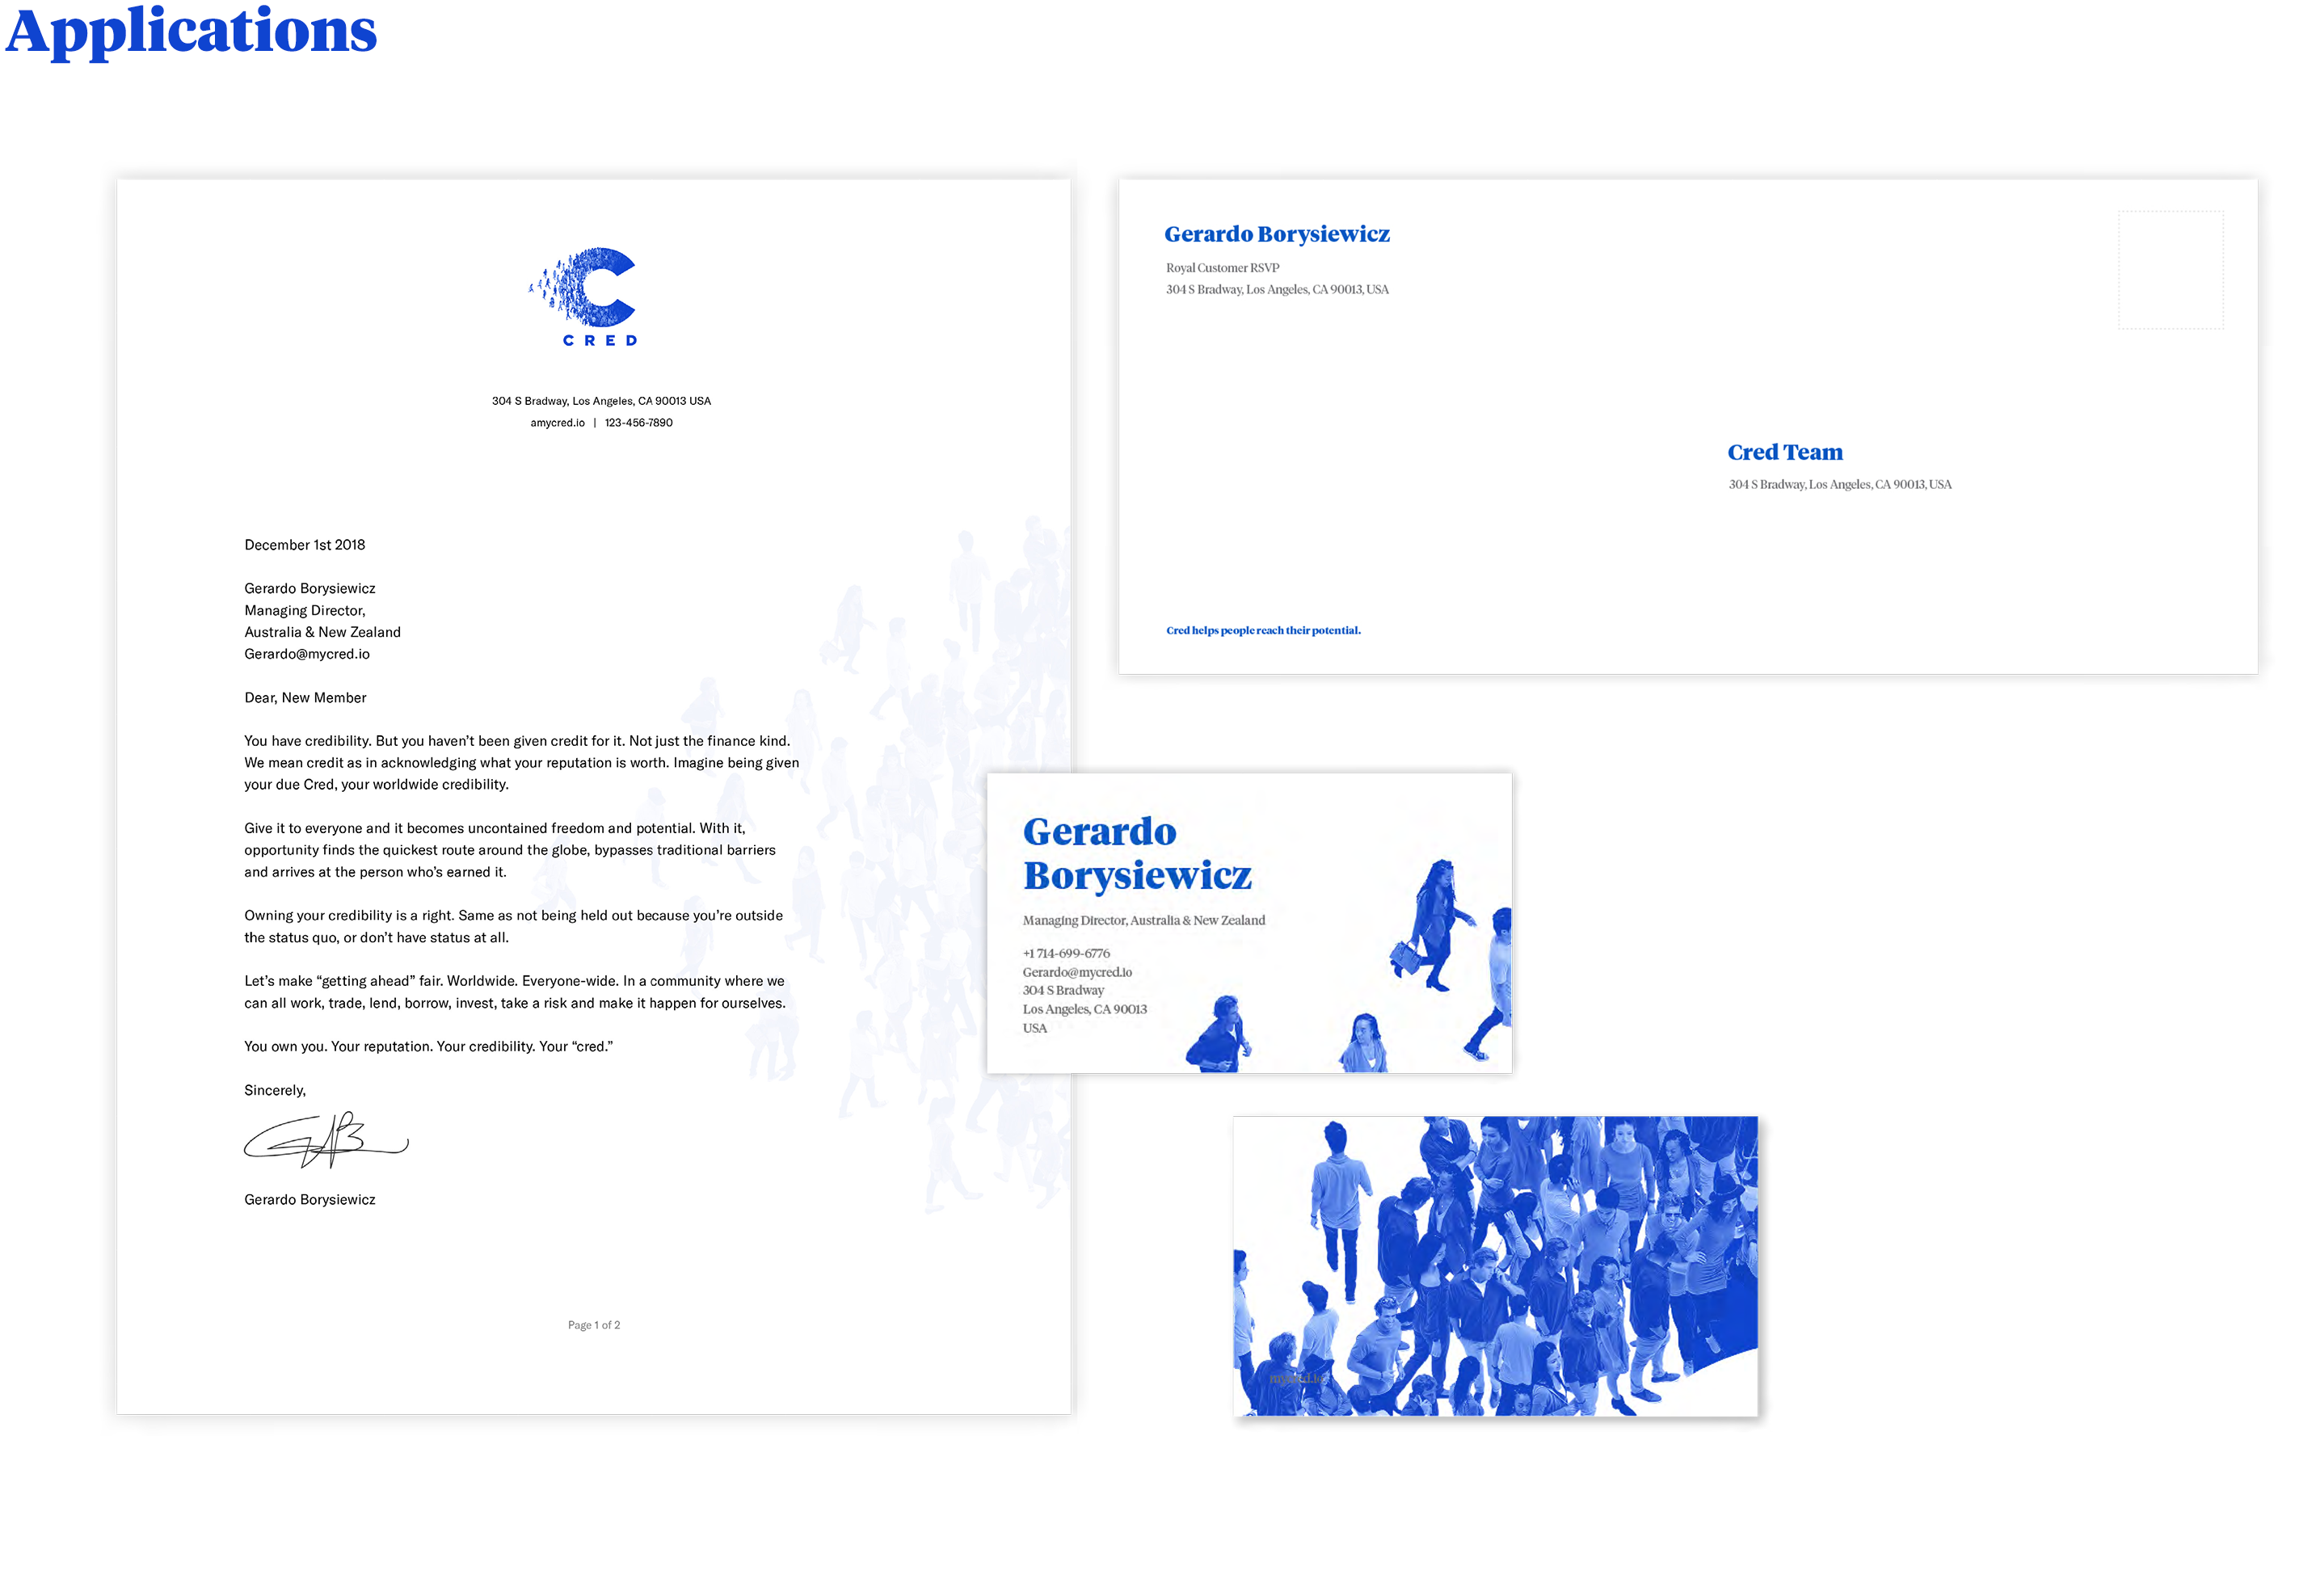 Applications
CRED
304 S Bradway, Los Angeles, CA 90013 USA
amycred.io | 123-456-7890
December 1st 2018
Gerardo Borysiewicz
Managing Director,
Australia & New Zealand
Gerardo@mycred.io
Dear, New Member
You have credibility. But you haven’t been given credit for it. Not just the finance kind.
We mean credit as in acknowledging what your reputation is worth. Imagine being given
your due Cred, your worldwide credibility.
Give it to everyone and it becomes uncontained freedom and potential. With it,
opportunity finds the quickest route around the globe, bypasses traditional barriers
and arrives at the person who’s earned it.
Owning your credibility is a right. Same as not being held out because you’re outside
the status quo, or don’t have status at all.
Let’s make “getting ahead” fair. Worldwide. Everyone-wide. In a community where we
can all work, trade, lend, borrow, invest, take a risk and make it happen for ourselves.
You own you. Your reputation. Your credibility. Your “cred.”
Sincerely,
Gerardo Borysiewicz
Page 1 of 2
Gerardo Borysiewicz
Royal Customer RSVP
304 S Bradway, Los Angeles, CA 90013, USA
Cred Team
304 S Bradway, Los Angeles, CA 90013, USA
Cred helps people reach their potential.
Gerardo
Borysiewicz
Managing Director, Australia & New Zealand
+1 714-699-6776
Gerardo@mycred.io
304 S Bradway
Los Angeles, CA 90013
USA
mycred.io